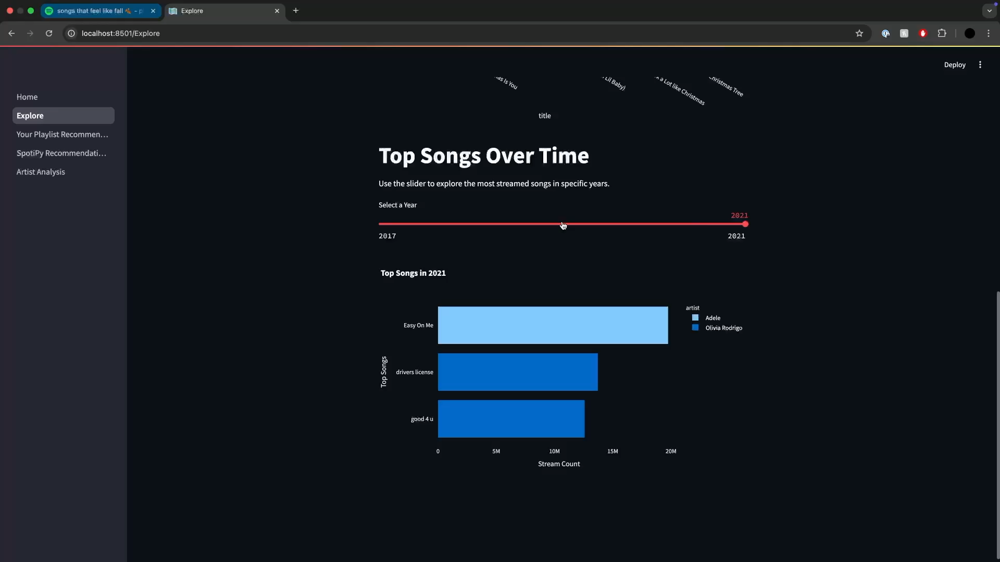 songs that feel like fall 🍂 - p
Explore
localhost:8501/Explore
Deploy
Home
Explore
Your Playlist Recommen…
SpotiPy Recommendati…
Artist Analysis
as Is You
Lil Baby)
a Lot like Christmas
Christmas Tree
title
Top Songs Over Time
Use the slider to explore the most streamed songs in specific years.
Select a Year
2021
2017
2021
Top Songs in 2021
artist
Adele
Olivia Rodrigo
Top Songs
Easy On Me
drivers license
good 4 u
0
5M
10M
15M
20M
Stream Count